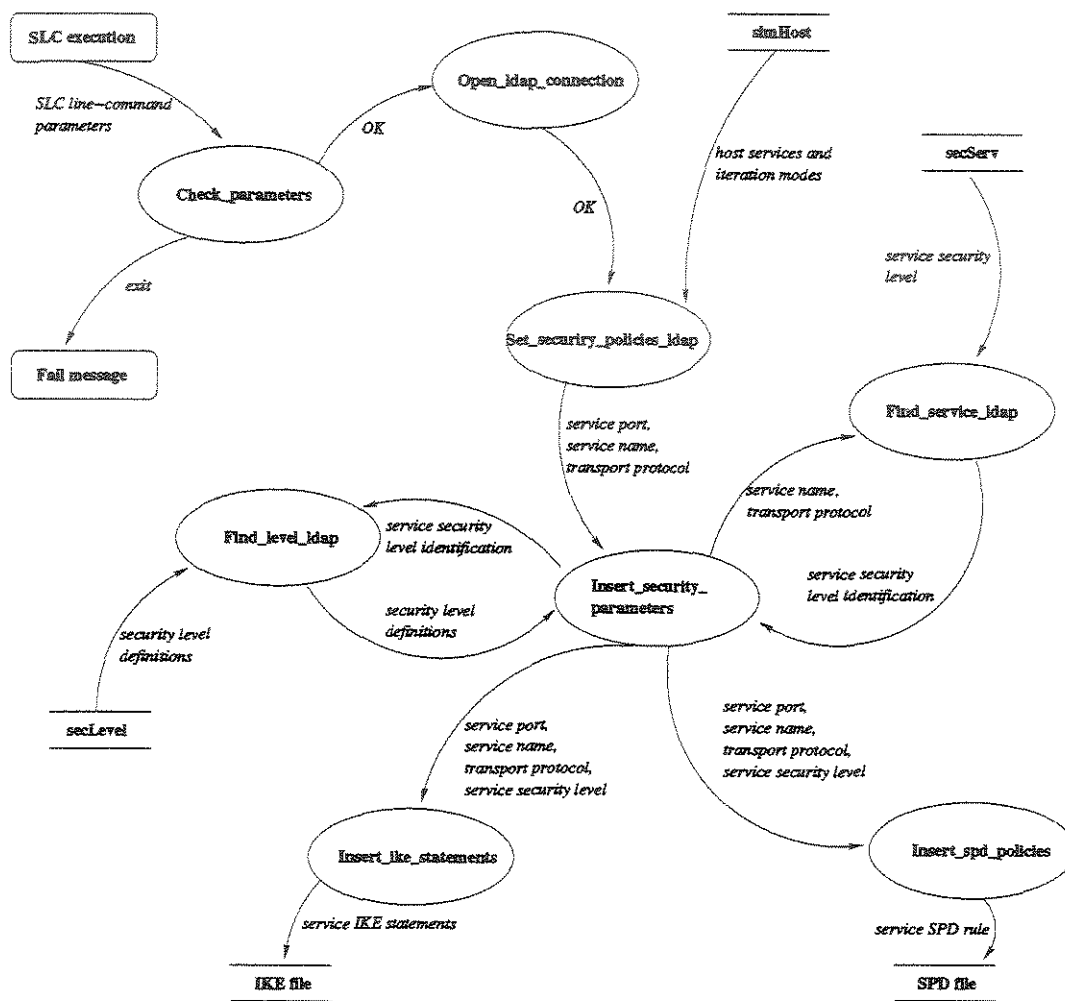 SLC execution
slmHost
Open_ldap_connection
SLC line-command
parameters
OK
host services and
iteration modes
secServ
Check_parameters
OK
service security
level
exit
Set_securiry_policies_ldap
Fail message
Find_service_ldap
service port,
service name,
transport protocol
service name,
transport protocol
service security
level identification
Find_level_ldap
service security
level identification
Insert_security_
parameters
security level
definitions
security level
definitions
secLevel
service port,
service name,
transport protocol,
service security level
service port,
service name,
transport protocol,
service security level
Insert_ike_statements
Insert_spd_policies
service IKE statements
service SPD rule
IKE file
SPD file